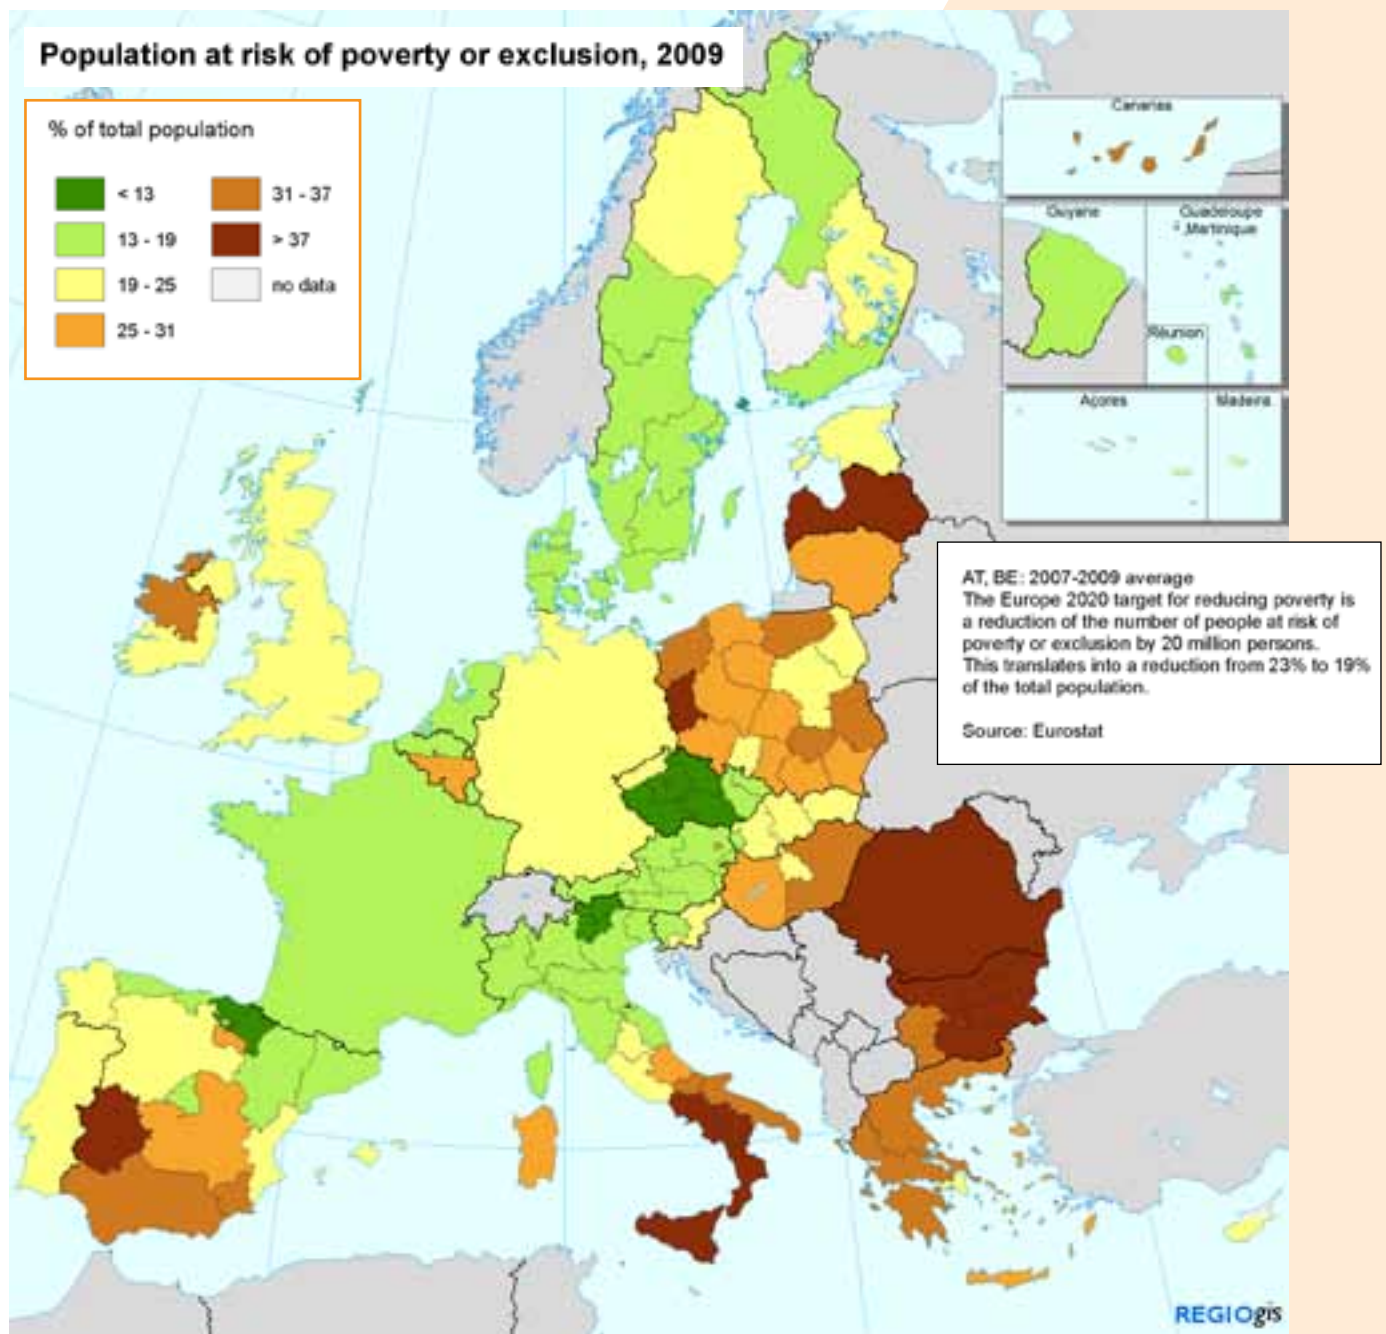 Population at risk of poverty or exclusion, 2009
% of total population
< 13
13 - 19
19 - 25
25 - 31
31 - 37
> 37
no data
Canarias
Guyane
Guadeloupe
Martinique
Réunion
Açores
Madeira
AT, BE: 2007-2009 average
The Europe 2020 target for reducing poverty is
a reduction of the number of people at risk of
poverty or exclusion by 20 million persons.
This translates into a reduction from 23% to 19%
of the total population.
Source: Eurostat
REGIOgis